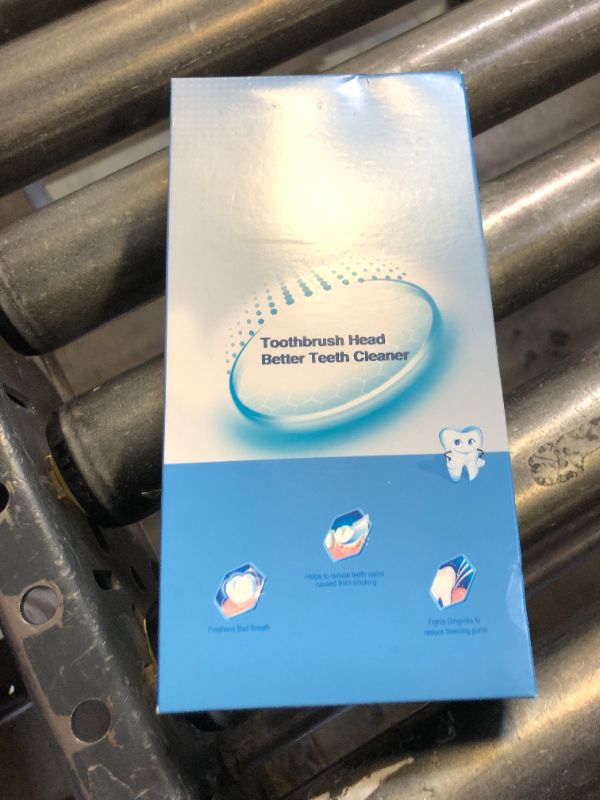 Toothbrush Head
Better Teeth Cleaner
Helps to reduce teeth stains
caused from smoking
Freshens Bad Breath
Fights Gingivitis to
reduce bleeding gums